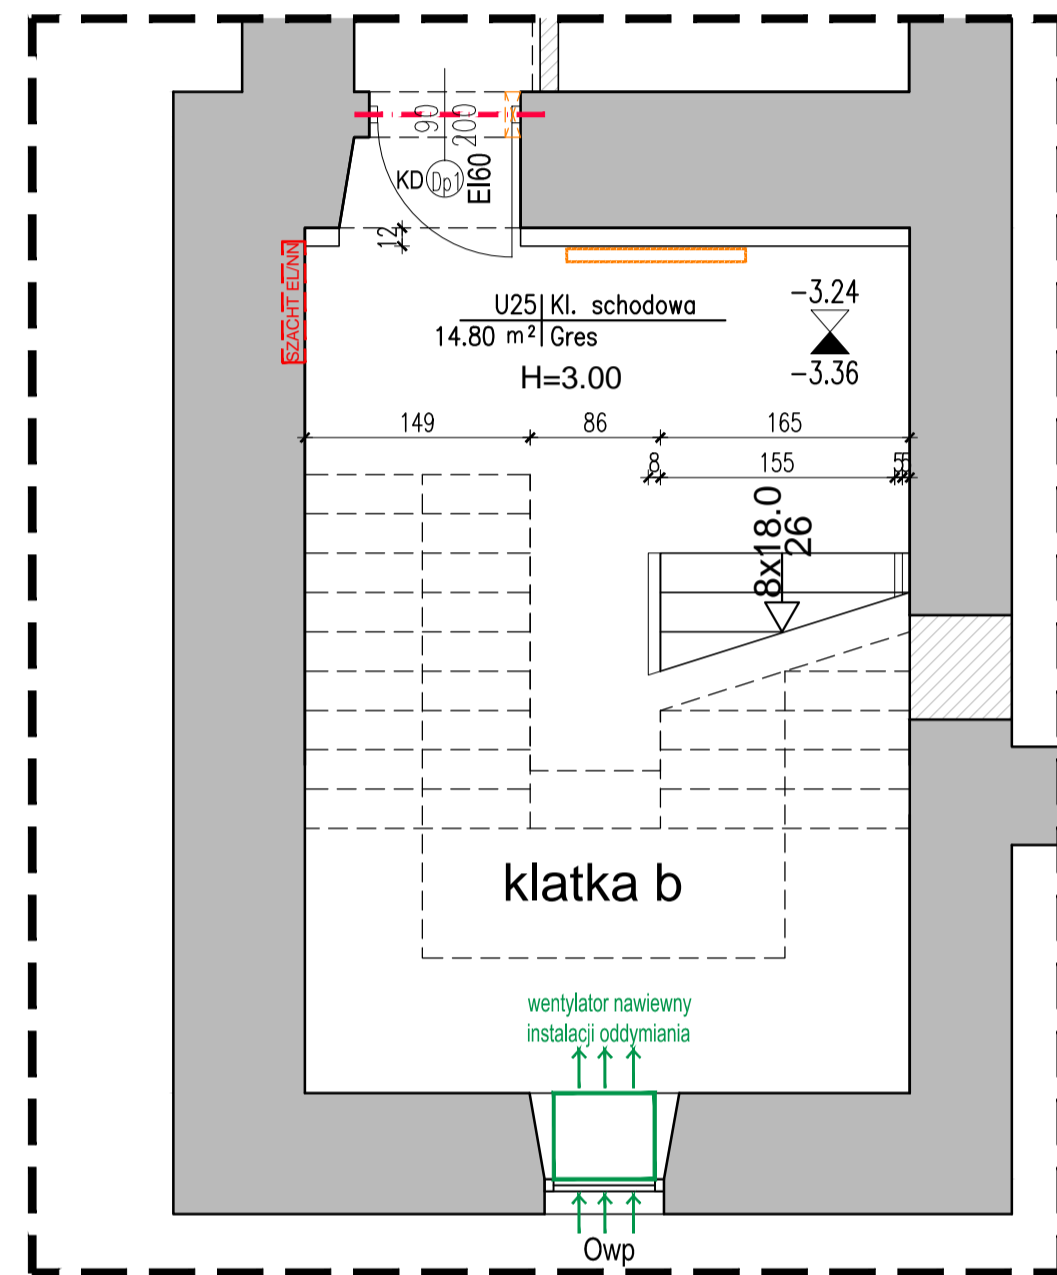 90
200
KD
Dp1
EI60
12
SZACHT EL/NN
U25 Kl. schodowa
14.80 m² Gres
H=3.00
-3.24
-3.36
149 86 165
8 155 5 5
8x18.0
26
klatka b
wentylator nawiewny
instalacji oddymiania
Owp